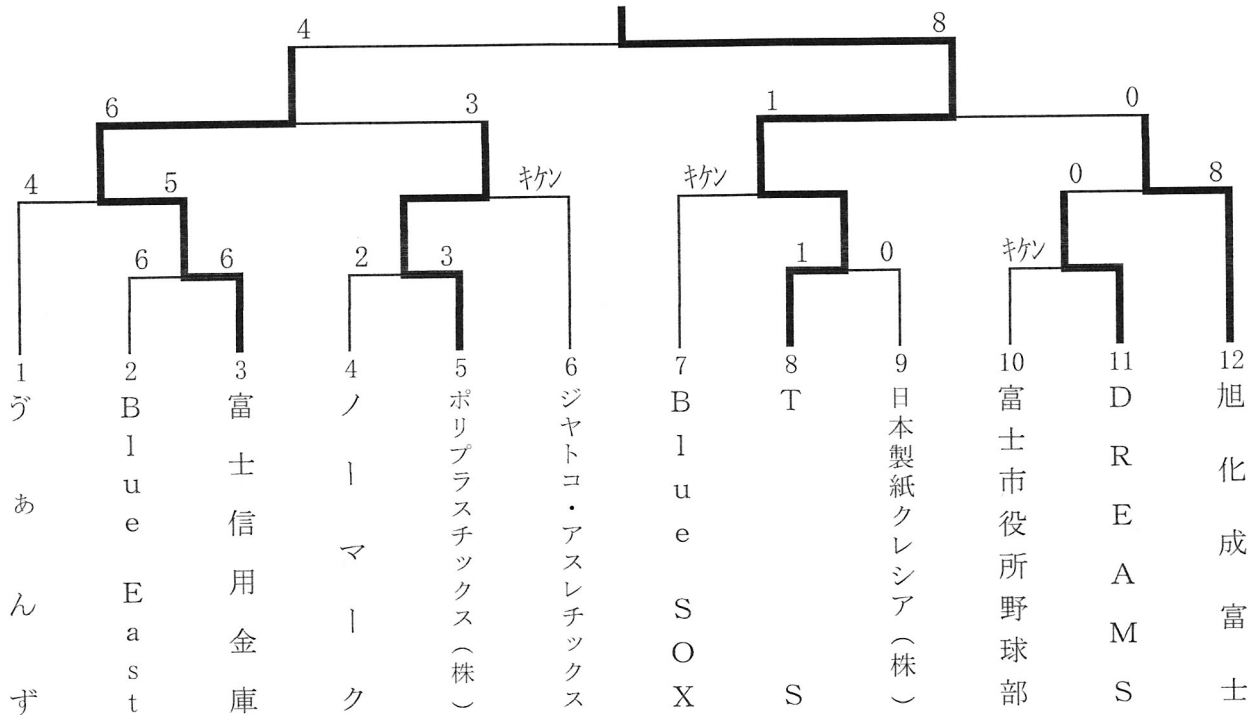 4 8
6 3 1 0
4 5 キケン キケン 0 8
6 6 2 3 1 0 キケン
1 2 3 4 5 6 7 8 9 10 11 12
ゔぁんず
Blue East
富士信用金庫
ノーマーク
ポリプラスチックス(株)
ジヤトコ・アスレチックス
Blue SOX
TS
日本製紙クレシア(株)
富士市役所野球部
DREAMS
旭化成富士